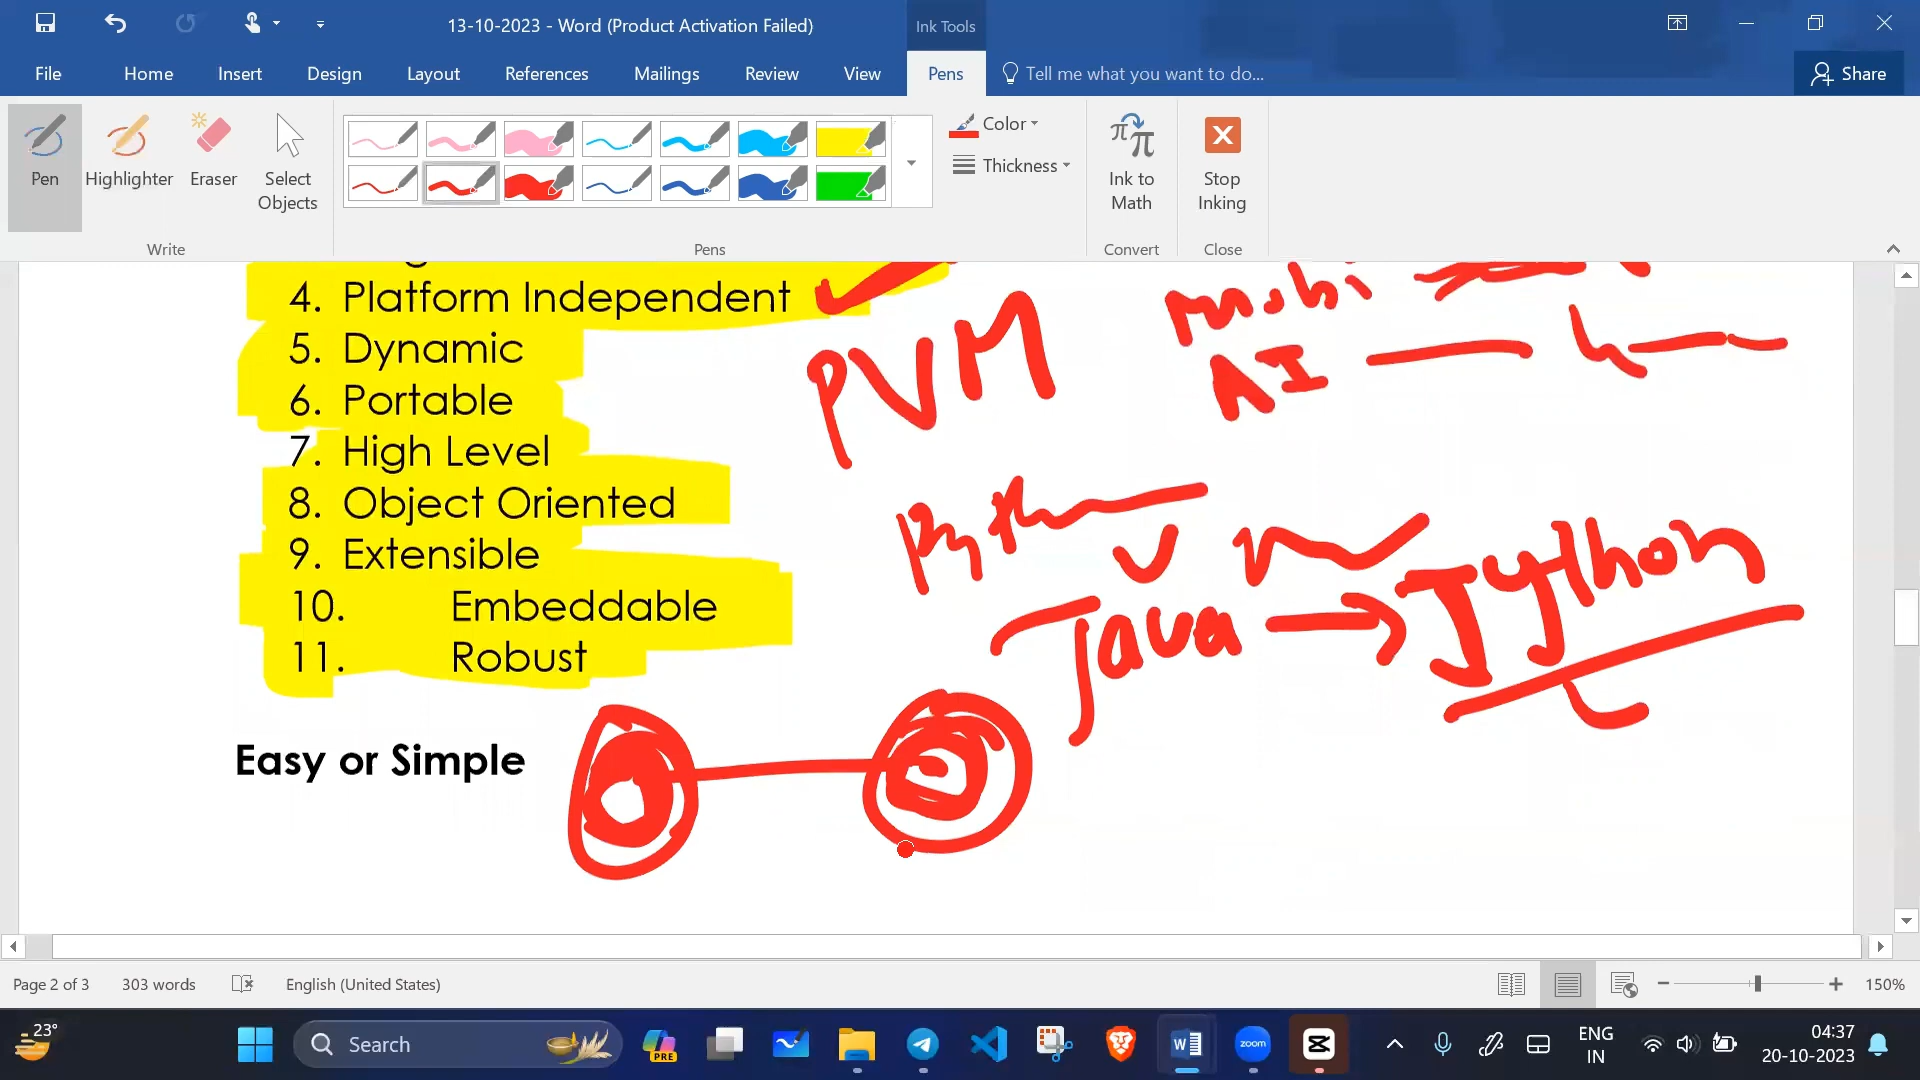 13-10-2023 - Word (Product Activation Failed)
Ink Tools
File Home Insert Design Layout References Mailings Review View Pens Tell me what you want to do... Share
Pen Highlighter Eraser Select Objects
Color
Thickness
Ink to Math
Stop Inking
Write Pens Convert Close
4. Platform Independent
5. Dynamic
6. Portable
7. High Level
8. Object Oriented
9. Extensible
10. Embeddable
11. Robust
Mobi
AI
PVM
Java → Jython
Easy or Simple
Page 2 of 3 303 words English (United States) 150%
23°
Search
PRE
zoom
ENG
IN
04:37
20-10-2023